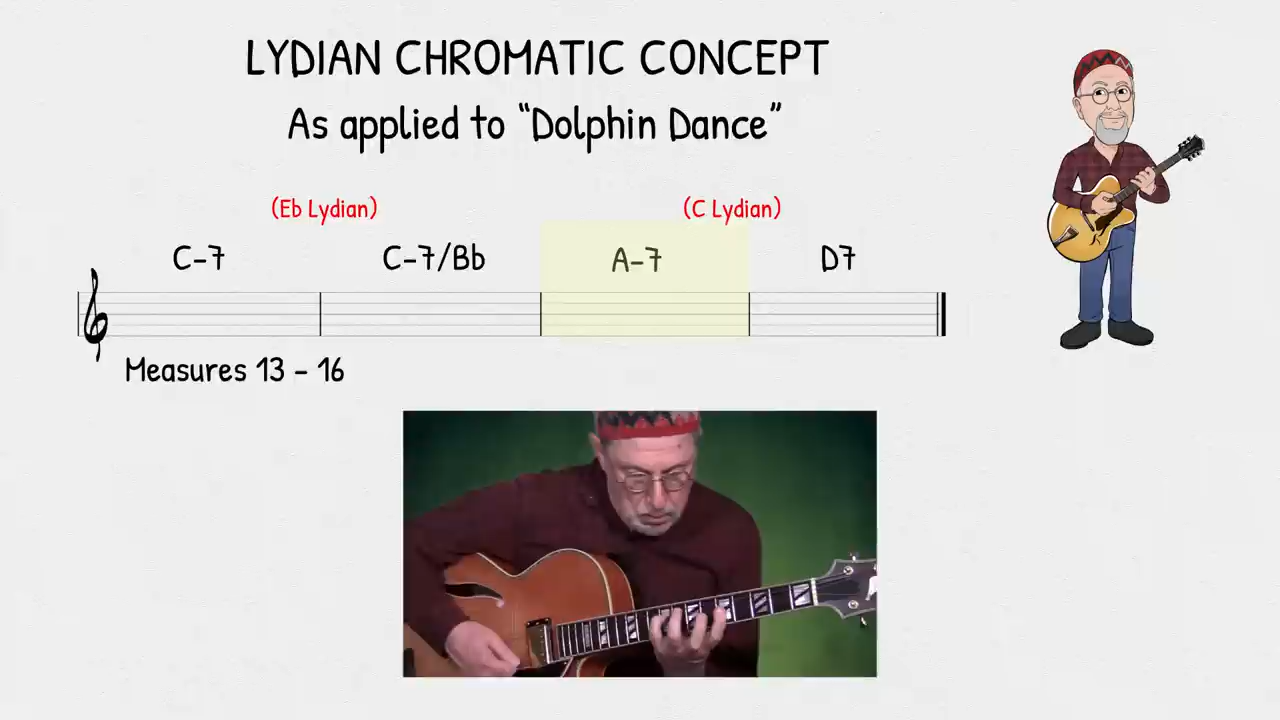 LYDIAN CHROMATIC CONCEPT
As applied to “Dolphin Dance”
(Eb Lydian) (C Lydian)
C-7 C-7/Bb A-7 D7
Measures 13 - 16